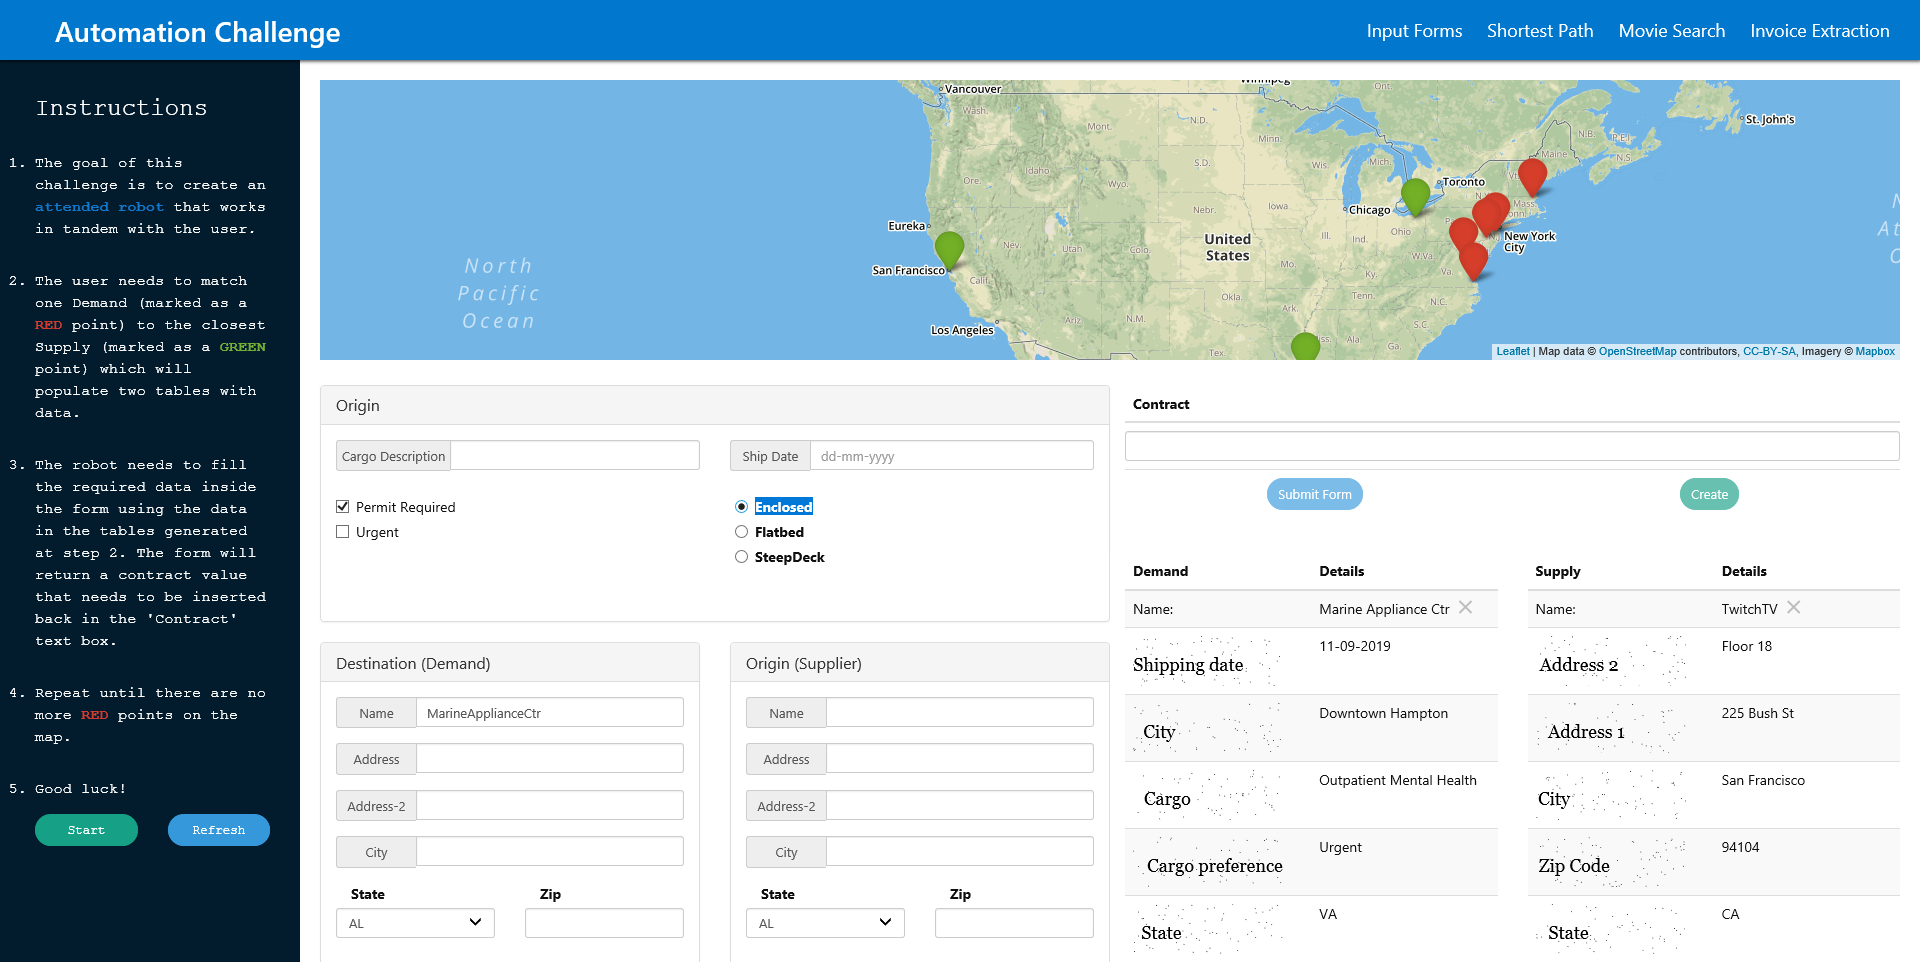 Automation Challenge
Input Forms
Shortest Path
Movie Search
Invoice Extraction
Instructions
1. The goal of this
challenge is to create an
attended robot that works
in tandem with the user.
2. The user needs to match
one Demand (marked as a
RED point) to the closest
Supply (marked as a GREEN
point) which will
populate two tables with
data.
3. The robot needs to fill
the required data inside
the form using the data
in the tables generated
at step 2. The form will
return a contract value
that needs to be inserted
back in the 'Contract'
text box.
4. Repeat until there are no
more RED points on the
map.
5. Good luck!
Start
Refresh
Vancouver
Winnipeg
Ont.
St. John's
Wash.
Mont.
N.D.
Minn.
N.B.
P.E.I.
N.S.
Maine
Ore.
Idaho
Wyo.
S.D.
Wis.
Mich.
Toronto
Mass.
Chicago
Nebr.
Iowa
Eureka
Nev.
Utah
Colo.
United
States
Ill.
Ind.
Ohio
New York
City
San Francisco
Calif.
Mo.
W.Va.
Va.
Ky.
Los Angeles
Ariz.
N.M.
Okla.
Ark.
Tenn.
N.C.
S.C.
Tex.
Ala.
Ga.
North
Pacific
Ocean
Leaflet | Map data © OpenStreetMap contributors, CC-BY-SA, Imagery © Mapbox
Origin
Cargo Description
Ship Date
dd-mm-yyyy
Permit Required
Urgent
Enclosed
Flatbed
SteepDeck
Contract
Submit Form
Create
Destination (Demand)
Name
MarineApplianceCtr
Address
Address-2
City
State
Zip
AL
Origin (Supplier)
Name
Address
Address-2
City
State
Zip
AL
Demand
Details
Name:
Marine Appliance Ctr
Shipping date
11-09-2019
City
Downtown Hampton
Cargo
Outpatient Mental Health
Cargo preference
Urgent
State
VA
Supply
Details
Name:
TwitchTV
Address 2
Floor 18
Address 1
225 Bush St
City
San Francisco
Zip Code
94104
State
CA